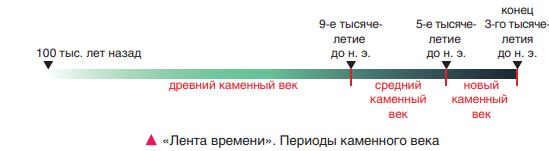 100 тыс. лет назад
9-е тысяче-
летие
до н. э.
5-е тысяче-
летие
до н. э.
конец
3-го тысяче-
летия
до н. э.
древний каменный век
средний
каменный
век
новый
каменный
век
▲ «Лента времени». Периоды каменного века